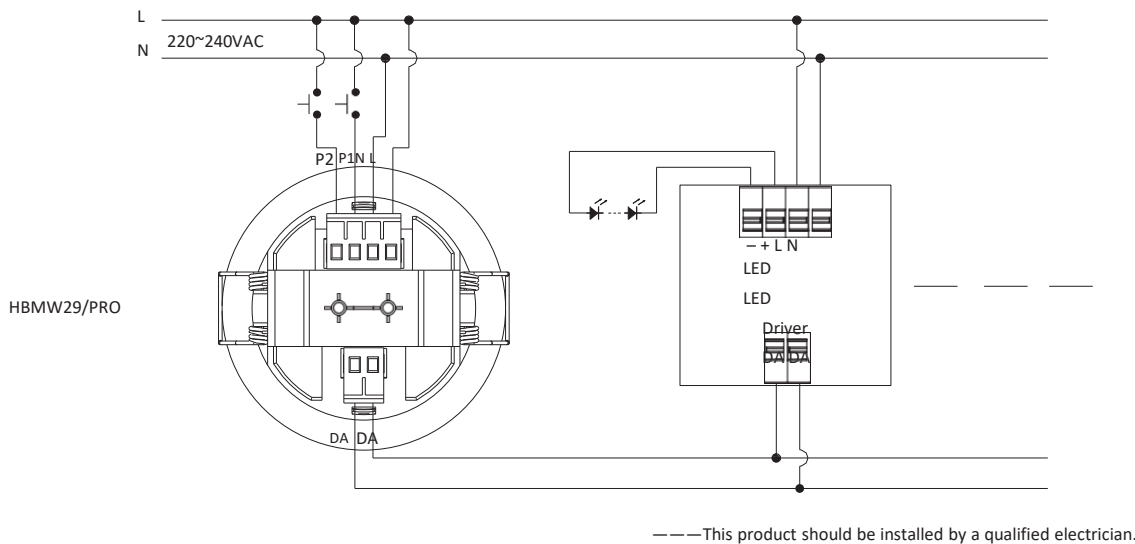 L
N 220~240VAC
P2 P1N L
– + L N
LED
HBMW29/PRO
LED
Driver
DA DA
DA DA
———This product should be installed by a qualified electrician.